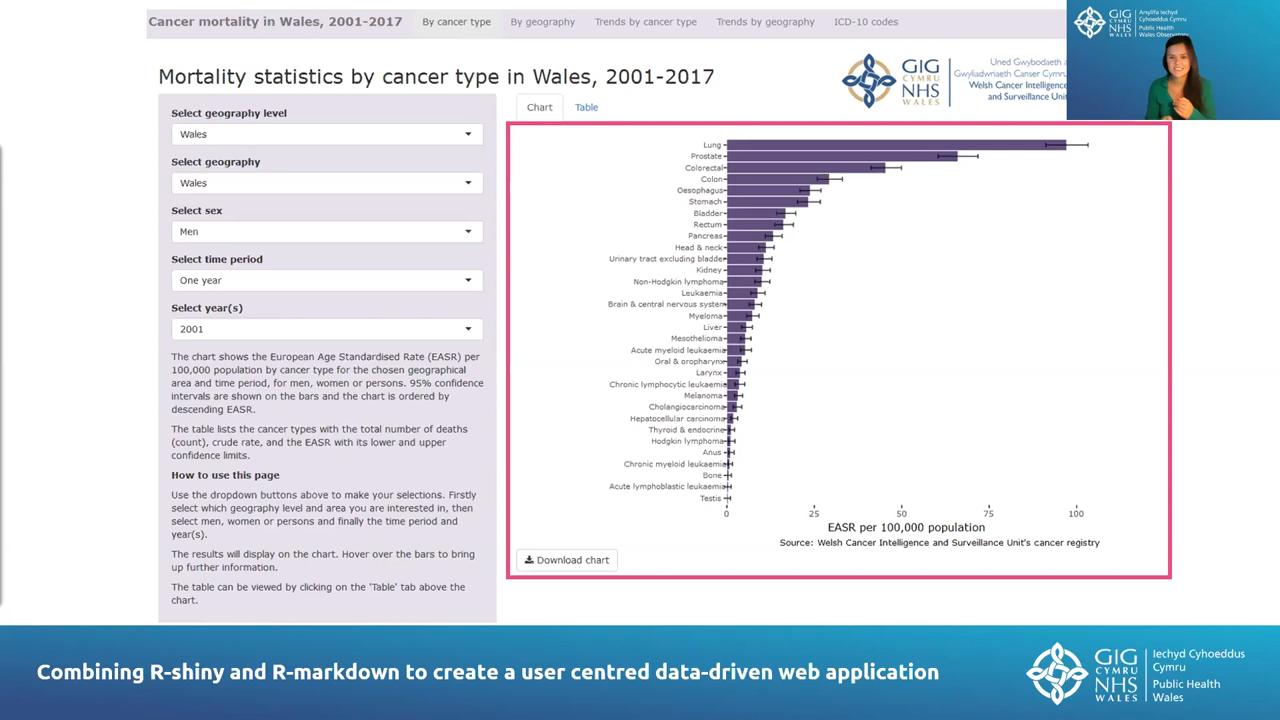 Cancer mortality in Wales, 2001-2017
By cancer type
By geography
Trends by cancer type
Trends by geography
ICD-10 codes
GIG
CYMRU
NHS
WALES
Arsyllfa Iechyd
Cyhoeddus Cymru
Public Health
Wales Observatory
Mortality statistics by cancer type in Wales, 2001-2017
GIG
CYMRU
NHS
WALES
Uned Gwybodaeth a
Gwyliadwriaeth Canser Cymru
Welsh Cancer Intelligence
and Surveillance Unit
Select geography level
Wales
Select geography
Wales
Select sex
Men
Select time period
One year
Select year(s)
2001
The chart shows the European Age Standardised Rate (EASR) per
100,000 population by cancer type for the chosen geographical
area and time period, for men, women or persons. 95% confidence
intervals are shown on the bars and the chart is ordered by
descending EASR.
The table lists the cancer types with the total number of deaths
(count), crude rate, and the EASR with its lower and upper
confidence limits.
How to use this page
Use the dropdown buttons above to make your selections. Firstly
select which geography level and area you are interested in, then
select men, women or persons and finally the time period and
year(s).
The results will display on the chart. Hover over the bars to bring
up further information.
The table can be viewed by clicking on the 'Table' tab above the
chart.
Chart
Table
Lung
Prostate
Colorectal
Colon
Oesophagus
Stomach
Bladder
Rectum
Pancreas
Head & neck
Urinary tract excluding bladder
Kidney
Non-Hodgkin lymphoma
Leukaemia
Brain & central nervous system
Myeloma
Liver
Mesothelioma
Acute myeloid leukaemia
Oral & oropharynx
Larynx
Chronic lymphocytic leukaemia
Melanoma
Cholangiocarcinoma
Hepatocellular carcinoma
Thyroid & endocrine
Hodgkin lymphoma
Anus
Chronic myeloid leukaemia
Bone
Acute lymphoblastic leukaemia
Testis
0 25 50 75 100
EASR per 100,000 population
Source: Welsh Cancer Intelligence and Surveillance Unit's cancer registry
Download chart
Combining R-shiny and R-markdown to create a user centred data-driven web application
GIG
CYMRU
NHS
WALES
Iechyd Cyhoeddus
Cymru
Public Health
Wales